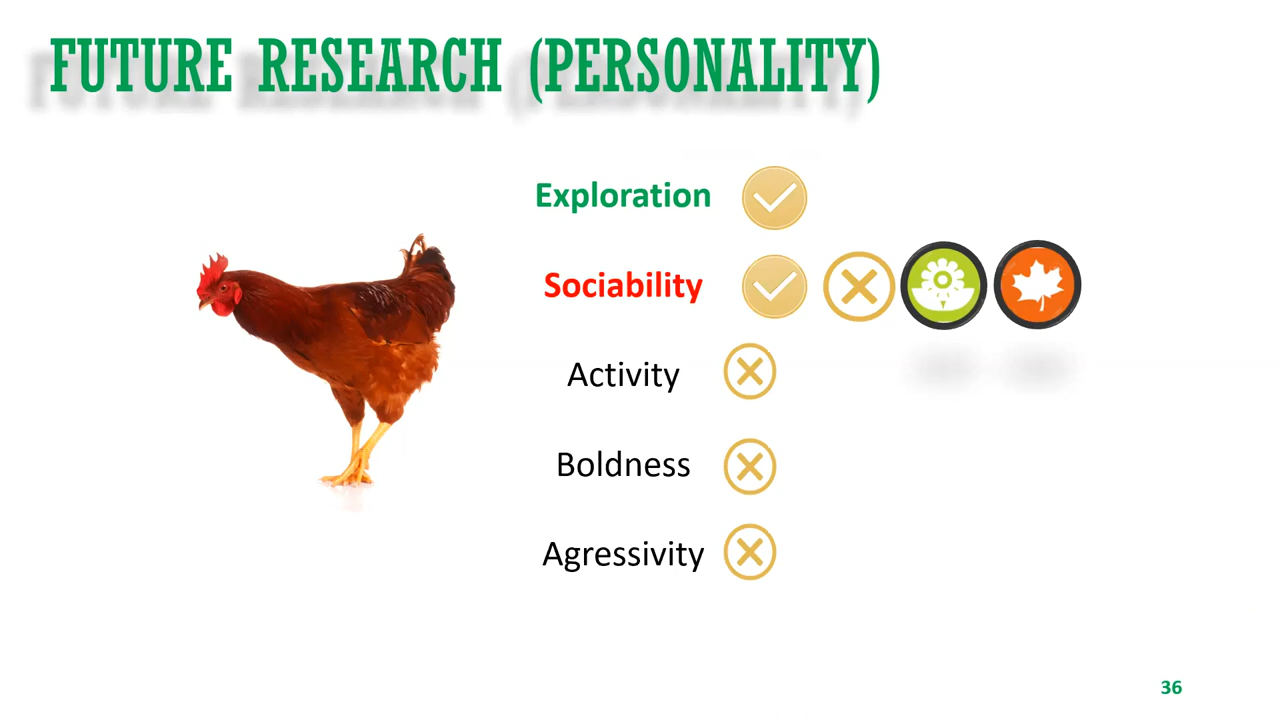 FUTURE RESEARCH (PERSONALITY)
Exploration
Sociability
Activity
Boldness
Agressivity
36